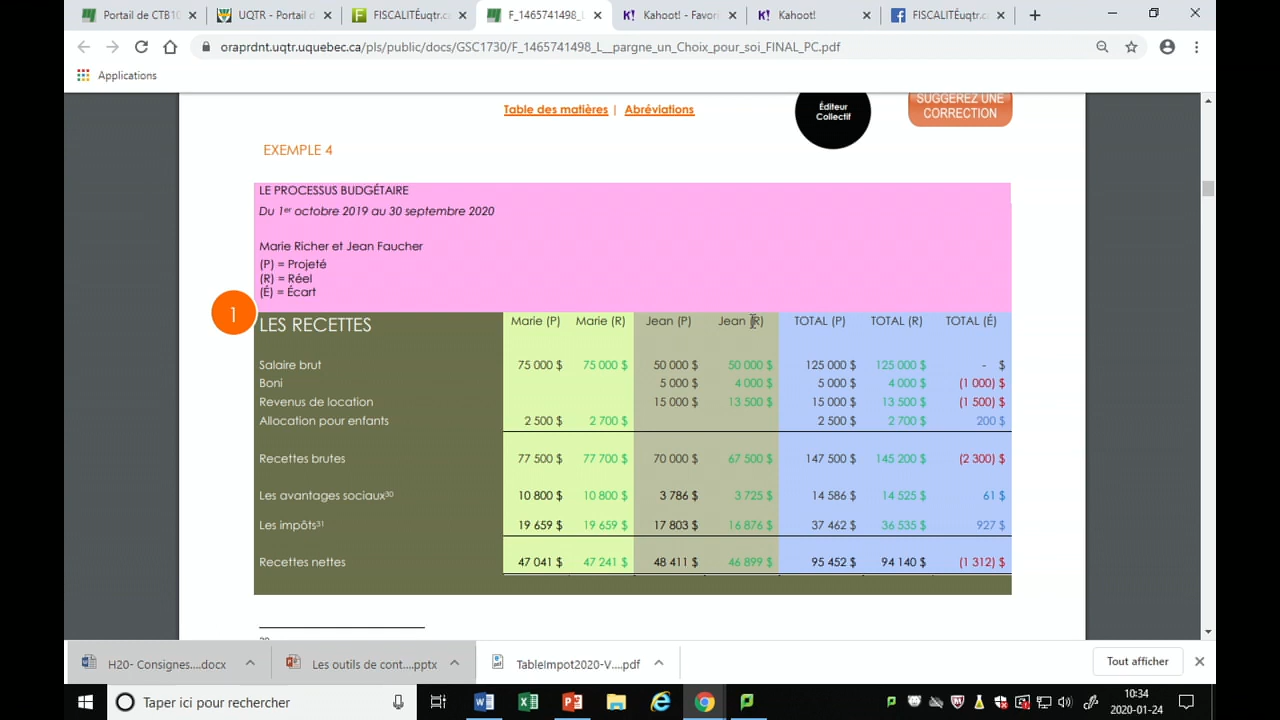 Portail de CTB10
UQTR - Portail d
FISCALITÉuqtr.ca
F_1465741498_L
Kahoot! - Favori
Kahoot!
FISCALITÉuqtr.ca
oraprdnt.uqtr.uquebec.ca/pls/public/docs/GSC1730/F_1465741498_L__pargne_un_Choix_pour_soi_FINAL_PC.pdf
Applications
Table des matières | Abréviations
Éditeur
Collectif
SUGGÉREZ UNE
CORRECTION
EXEMPLE 4
LE PROCESSUS BUDGÉTAIRE
Du 1er octobre 2019 au 30 septembre 2020
Marie Richer et Jean Faucher
(P) = Projeté
(R) = Réel
(É) = Écart
1
LES RECETTES Marie (P) Marie (R) Jean (P) Jean (R) TOTAL (P) TOTAL (R) TOTAL (É)
Salaire brut 75 000 $ 75 000 $ 50 000 $ 50 000 $ 125 000 $ 125 000 $ - $
Boni 5 000 $ 4 000 $ 5 000 $ 4 000 $ (1 000) $
Revenus de location 15 000 $ 13 500 $ 15 000 $ 13 500 $ (1 500) $
Allocation pour enfants 2 500 $ 2 700 $ 2 500 $ 2 700 $ 200 $
Recettes brutes 77 500 $ 77 700 $ 70 000 $ 67 500 $ 147 500 $ 145 200 $ (2 300) $
Les avantages sociaux30 10 800 $ 10 800 $ 3 786 $ 3 725 $ 14 586 $ 14 525 $ 61 $
Les impôts31 19 659 $ 19 659 $ 17 803 $ 16 876 $ 37 462 $ 36 535 $ 927 $
Recettes nettes 47 041 $ 47 241 $ 48 411 $ 46 899 $ 95 452 $ 94 140 $ (1 312) $
H20- Consignes....docx
Les outils de cont....pptx
TableImpot2020-V....pdf
Tout afficher
Taper ici pour rechercher
10:34
2020-01-24